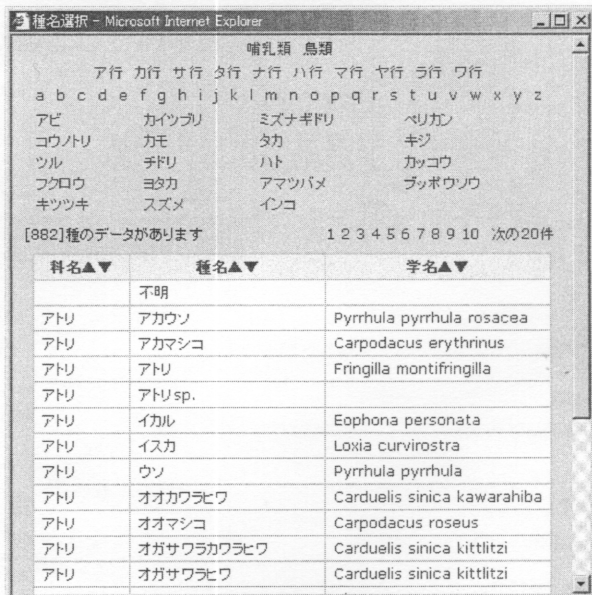 種名選択 - Microsoft Internet Explorer
哺乳類 鳥類
ア行 カ行 サ行 タ行 ナ行 ハ行 マ行 ヤ行 ラ行 ワ行
a b c d e f g h i j k l m n o p q r s t u v w x y z
アビ カイツブリ ミズナギドリ ペリカン
コウノトリ カモ タカ キジ
ツル チドリ ハト カッコウ
フクロウ ヨタカ アマツバメ ブッポウソウ
キツツキ スズメ インコ
[882]種のデータがあります 1 2 3 4 5 6 7 8 9 10 次の20件
科名▲▼ 種名▲▼ 学名▲▼
不明
アトリ アカウソ Pyrrhula pyrrhula rosacea
アトリ アカマシコ Carpodacus erythrinus
アトリ アトリ Fringilla montifringilla
アトリ アトリsp.
アトリ イカル Eophona personata
アトリ イスカ Loxia curvirostra
アトリ ウソ Pyrrhula pyrrhula
アトリ オオカワラヒワ Carduelis sinica kawarahiba
アトリ オオマシコ Carpodacus roseus
アトリ オガサワラカワラヒワ Carduelis sinica kittlitzi
アトリ オガサワラヒワ Carduelis sinica kittlitzi